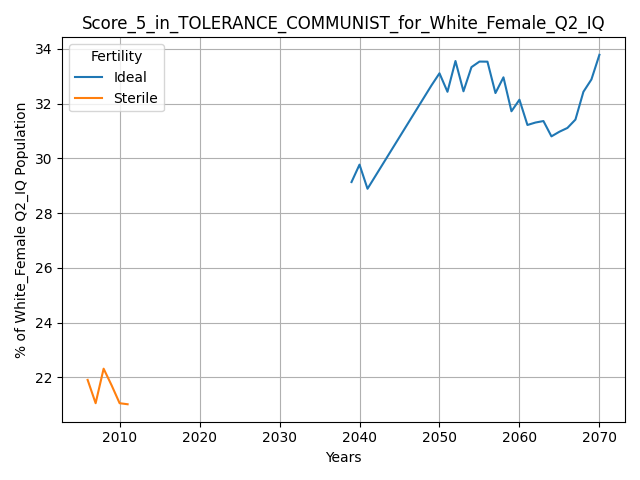 Score_5_in_TOLERANCE_COMMUNIST_for_White_Female_Q2_IQ
Fertility
Ideal
Sterile
% of White_Female Q2_IQ Population
34
32
30
28
26
24
22
2010 2020 2030 2040 2050 2060 2070
Years